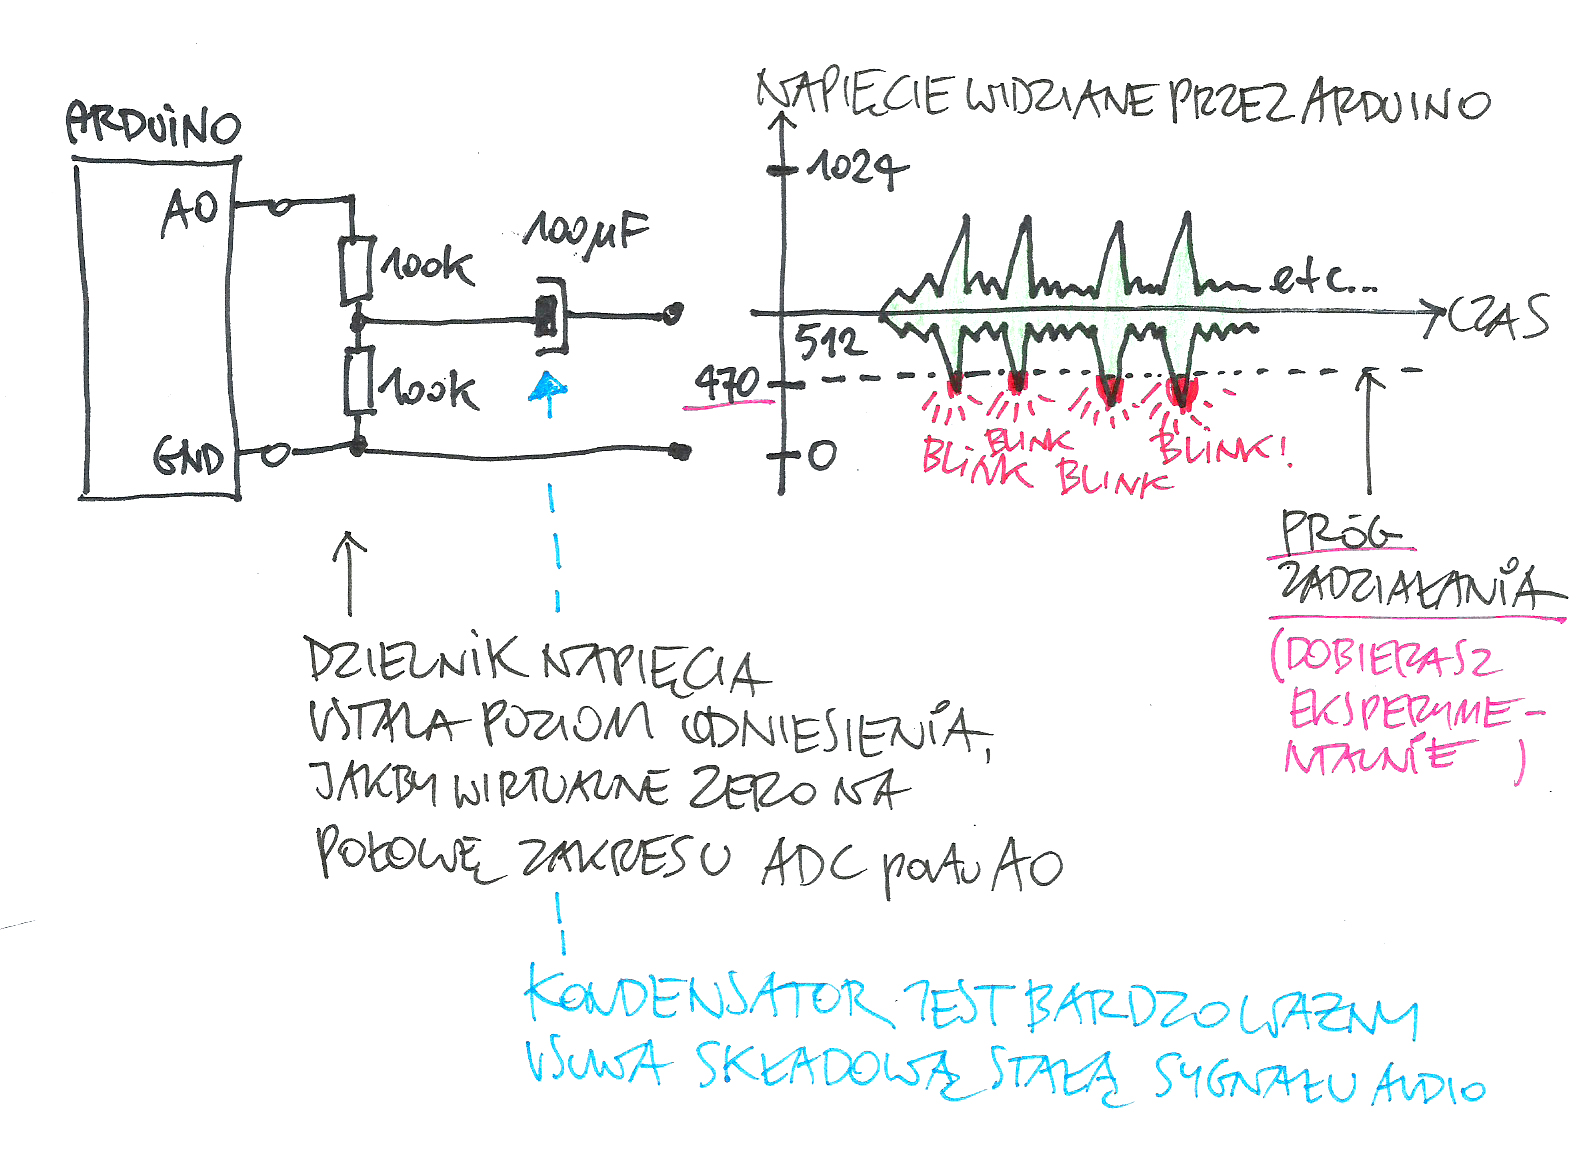 ARDUiNO
A0
100k
100k
GND
100µF
NAPIĘCIE WIDZIANE PRZEZ ARDUINO
1024
512
470
0
etc...
CZAS
BLiNK
BLINK
BLINK
BLINK!
PRÓG
ZADZIAŁANiA
(DOBIERASZ
EKSPERYME-
NTALNIE)
DZIELNiK NAPIĘCIA
USTALA POZIOM ODNIESIENiA,
JAKBY WIRTUALNE ZERO NA
POŁOWĘ ZAKRESU ADC portu A0
KONDENSATOR JEST BARDZO WAŻNY
USUWA SKŁADOWĄ STAŁĄ SYGNAŁU AUDIO